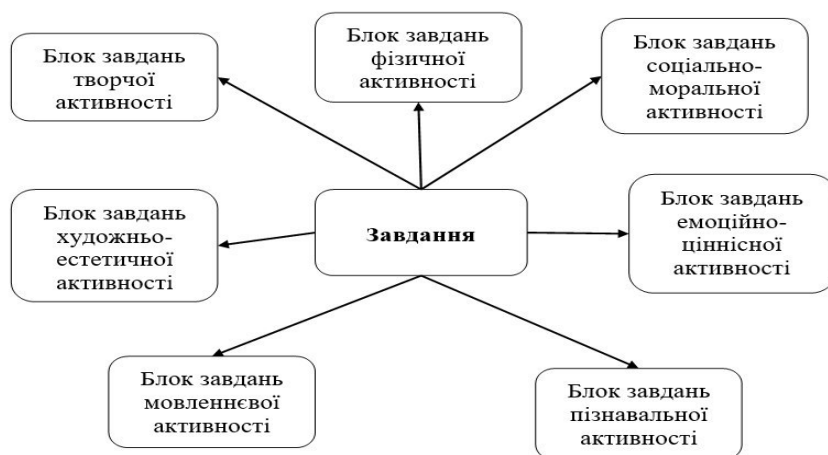 Блок завдань
творчої
активності
Блок завдань
фізичної
активності
Блок завдань
соціально-
моральної
активності
Блок завдань
художньо-
естетичної
активності
Завдання
Блок завдань
емоційно-
ціннісної
активності
Блок завдань
мовленнєвої
активності
Блок завдань
пізнавальної
активності